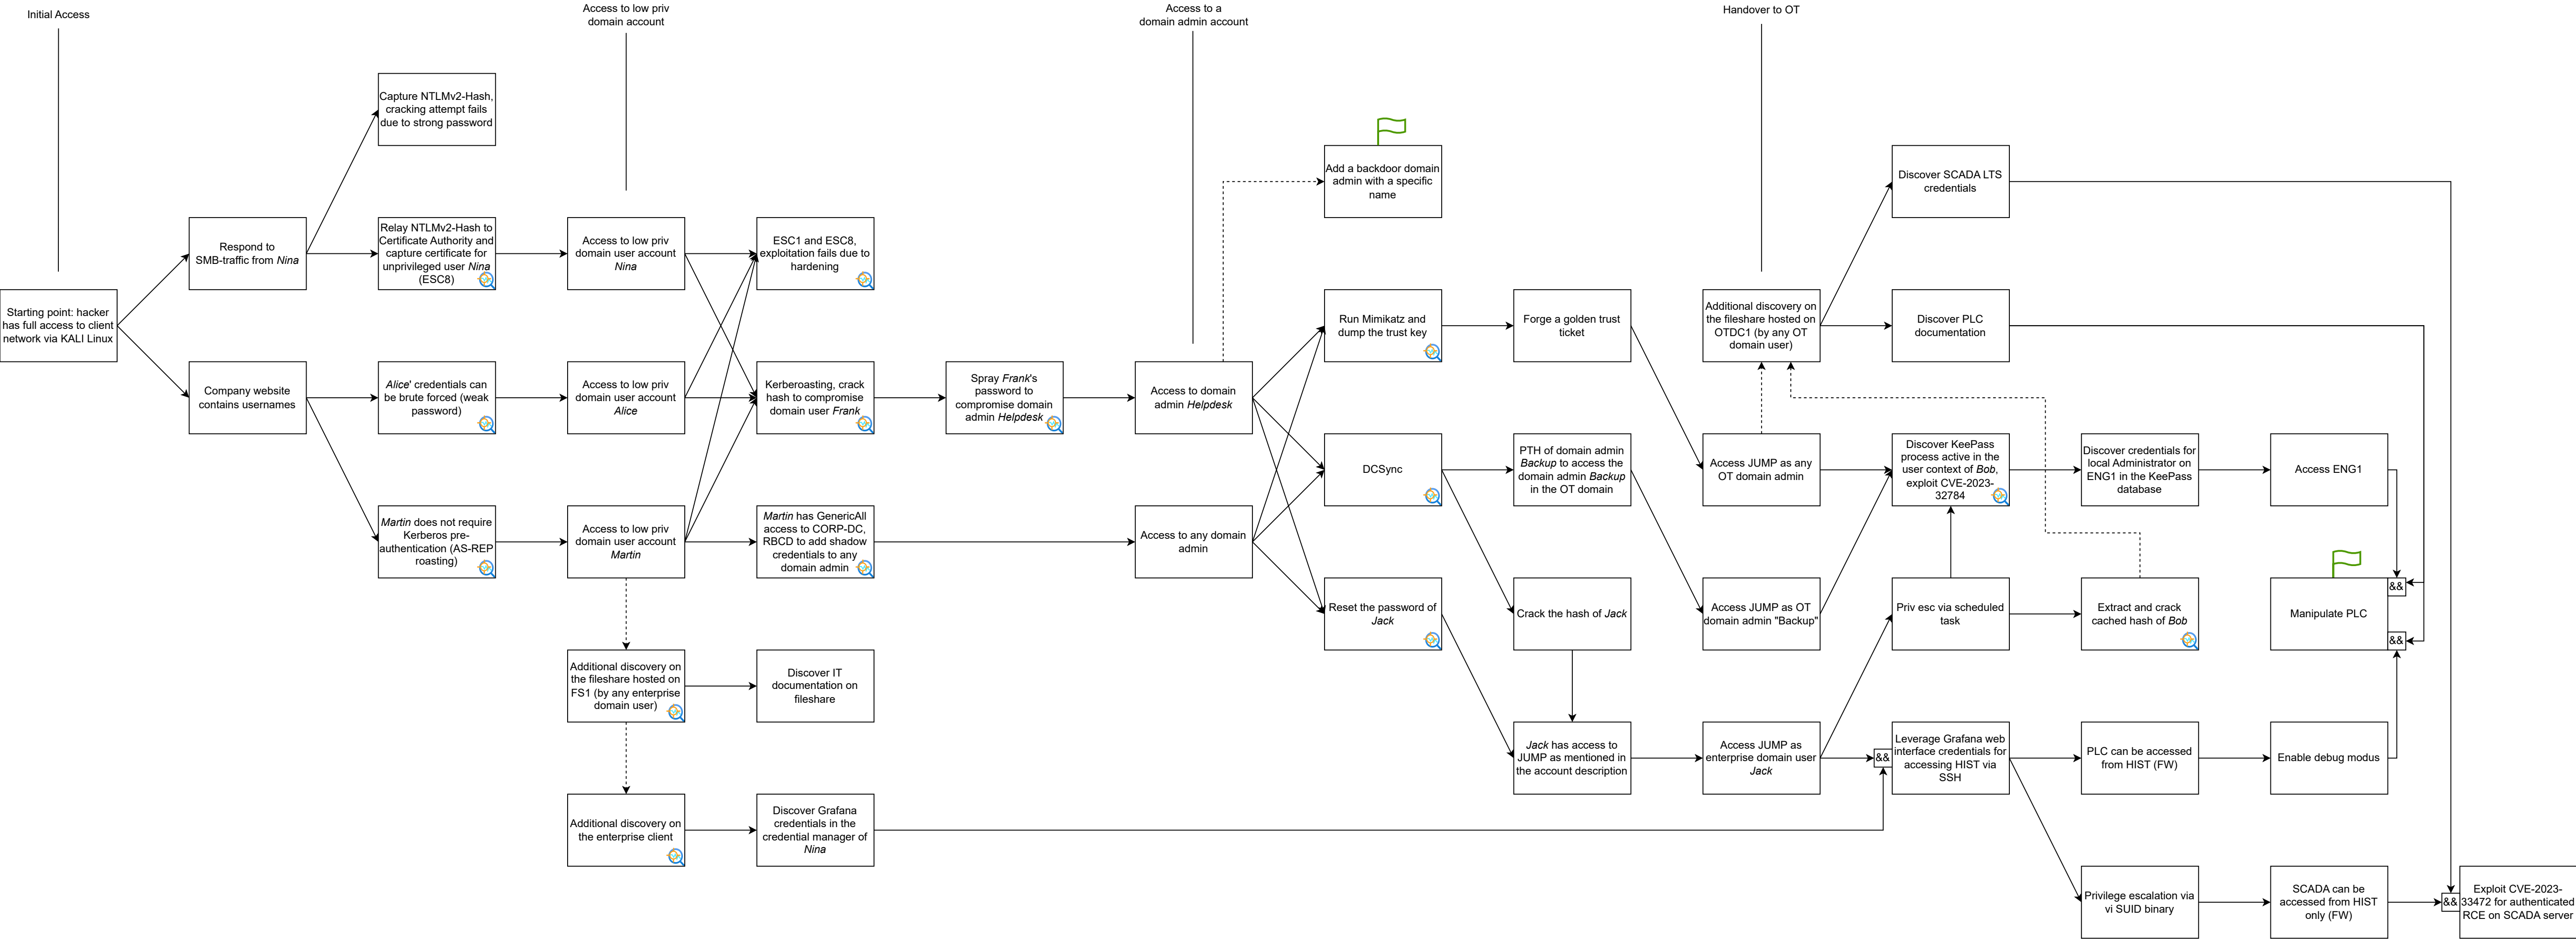 Initial Access
Access to low priv
domain account
Access to a
domain admin account
Handover to OT
Capture NTLMv2-Hash,
cracking attempt fails
due to strong password
Add a backdoor domain
admin with a specific
name
Discover SCADA LTS
credentials
Respond to
SMB-traffic from Nina
Relay NTLMv2-Hash to
Certificate Authority and
capture certificate for
unprivileged user Nina
(ESC8)
Access to low priv
domain user account
Nina
ESC1 and ESC8,
exploitation fails due to
hardening
Starting point: hacker
has full access to client
network via KALI Linux
Run Mimikatz and
dump the trust key
Forge a golden trust
ticket
Additional discovery on
the fileshare hosted on
OTDC1 (by any OT
domain user)
Discover PLC
documentation
Company website
contains usernames
Alice' credentials can
be brute forced (weak
password)
Access to low priv
domain user account
Alice
Kerberoasting, crack
hash to compromise
domain user Frank
Spray Frank's
password to
compromise domain
admin Helpdesk
Access to domain
admin Helpdesk
DCSync
PTH of domain admin
Backup to access the
domain admin Backup
in the OT domain
Access JUMP as any
OT domain admin
Discover KeePass
process active in the
user context of Bob,
exploit CVE-2023-
32784
Discover credentials for
local Administrator on
ENG1 in the KeePass
database
Access ENG1
Martin does not require
Kerberos pre-
authentication (AS-REP
roasting)
Access to low priv
domain user account
Martin
Martin has GenericAll
access to CORP-DC,
RBCD to add shadow
credentials to any
domain admin
Access to any domain
admin
Reset the password of
Jack
Crack the hash of Jack
Access JUMP as OT
domain admin "Backup"
Priv esc via scheduled
task
Extract and crack
cached hash of Bob
Manipulate PLC
&&
&&
Additional discovery on
the fileshare hosted on
FS1 (by any enterprise
domain user)
Discover IT
documentation on
fileshare
Jack has access to
JUMP as mentioned in
the account description
Access JUMP as
enterprise domain user
Jack
&&
Leverage Grafana web
interface credentials for
accessing HIST via
SSH
PLC can be accessed
from HIST (FW)
Enable debug modus
Additional discovery on
the enterprise client
Discover Grafana
credentials in the
credential manager of
Nina
Privilege escalation via
vi SUID binary
SCADA can be
accessed from HIST
only (FW)
&&
Exploit CVE-2023-
33472 for authenticated
RCE on SCADA server